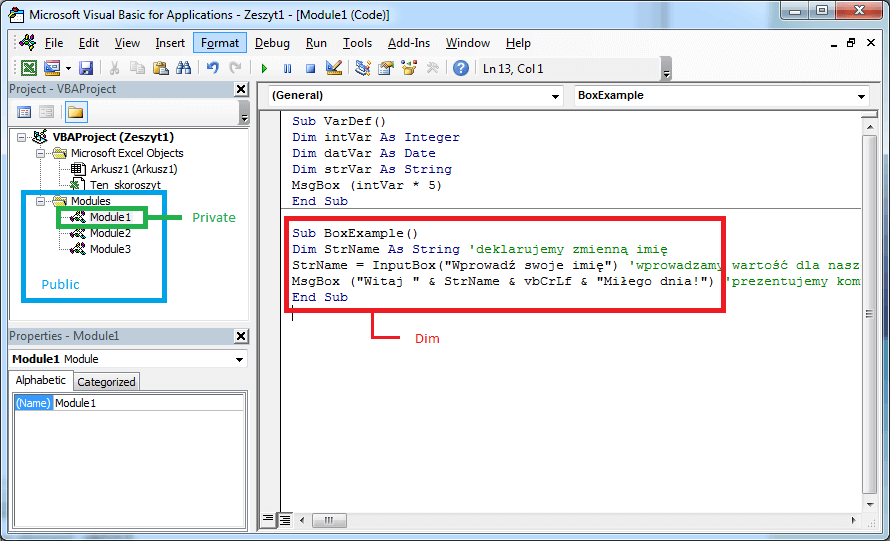 Microsoft Visual Basic for Applications - Zeszyt1 - [Module1 (Code)]
File Edit View Insert Format Debug Run Tools Add-Ins Window Help
Ln 13, Col 1
Project - VBAProject
(General)
BoxExample
VBAProject (Zeszyt1)
Microsoft Excel Objects
Arkusz1 (Arkusz1)
Ten_skoroszyt
Modules
Module1
Module2
Module3
Private
Public
Sub VarDef()
Dim intVar As Integer
Dim datVar As Date
Dim strVar As String
MsgBox (intVar * 5)
End Sub
Sub BoxExample()
Dim StrName As String 'deklarujemy zmienną imię
StrName = InputBox("Wprowadź swoje imię") 'wprowadzamy wartość dla nasz
MsgBox ("Witaj " & StrName & vbCrLf & "Miłego dnia!") 'prezentujemy kom
End Sub
Dim
Properties - Module1
Module1 Module
Alphabetic Categorized
(Name) Module1